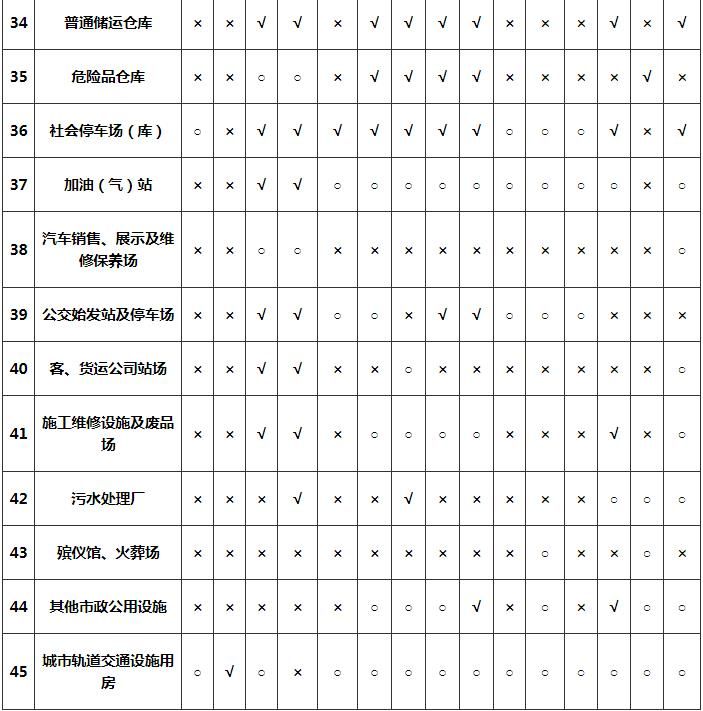 34 普通储运仓库 × × √ √ × √ √ √ √ × × × √ × √
35 危险品仓库 × × ○ ○ × √ √ √ √ × × × × √ ×
36 社会停车场（库） ○ × √ √ √ √ √ √ √ ○ ○ ○ √ × √
37 加油（气）站 × × √ √ ○ ○ ○ ○ ○ ○ ○ ○ ○ × ○
38 汽车销售、展示及维 × × ○ ○ × × × × × × × × × × ○
修保养场
39 公交始发站及停车场 × × √ √ ○ ○ × √ √ ○ ○ ○ × × ×
40 客、货运公司站场 × × √ √ × × ○ × × × × × × × ○
41 施工维修设施及废品 × × √ √ × ○ ○ ○ ○ × × × √ × ○
场
42 污水处理厂 × × × √ × × √ × × × × × ○ ○ ○
43 殡仪馆、火葬场 × × × × × × × × × × ○ × × ○ ×
44 其他市政公用设施 × × × × × ○ ○ ○ √ × ○ × √ ○ ○
45 城市轨道交通设施用 ○ √ ○ × ○ ○ ○ ○ ○ ○ ○ ○ ○ ○ ○
房